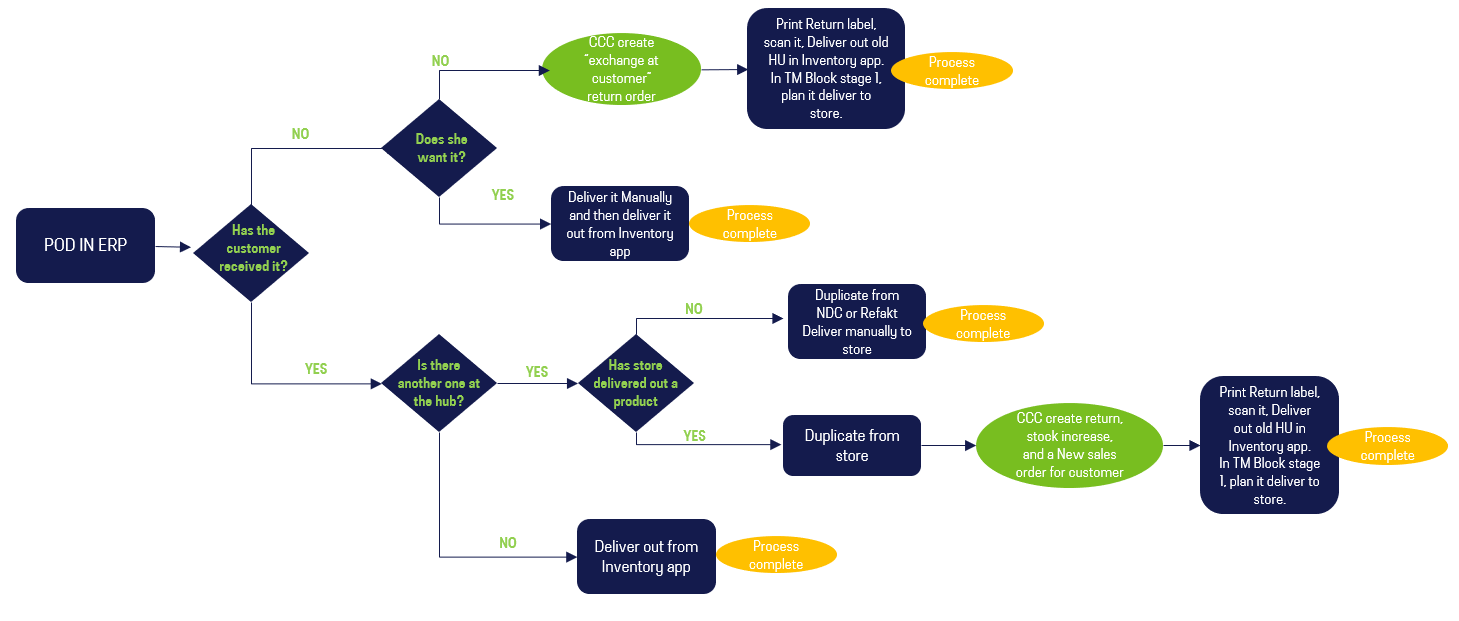 POD IN ERP
Has the
customer
received it?
NO
Does she
want it?
NO
CCC create
"exchange at
customer"
return order
Print Return label,
scan it, Deliver out old
HU in Inventory app.
In TM Block stage 1,
plan it deliver to
store.
Process
complete
YES
Deliver it Manually
and then deliver it
out from Inventory
app
Process
complete
YES
Is there
another one at
the hub?
YES
Has store
delivered out a
product
NO
Duplicate from
NDC or Refakt
Deliver manually to
store
Process
complete
YES
Duplicate from
store
CCC create return,
stock increase,
and a New sales
order for customer
Print Return label,
scan it, Deliver
out old HU in
Inventory app.
In TM Block stage
1, plan it deliver to
store.
Process
complete
NO
Deliver out from
Inventory app
Process
complete